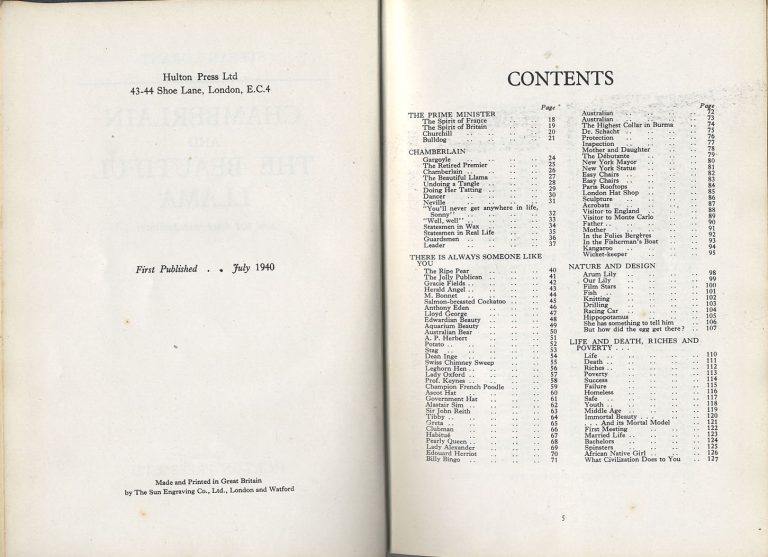 Hulton Press Ltd
43-44 Shoe Lane, London, E.C.4
First Published . . July 1940
Made and Printed in Great Britain
by The Sun Engraving Co., Ltd., London and Watford
CONTENTS
Page
THE PRIME MINISTER
The Spirit of France 18
The Spirit of Britain 19
Churchill 20
Bulldog 21
CHAMBERLAIN
Gargoyle 24
The Retired Premier 25
Chamberlain 26
The Beautiful Llama 27
Undoing a Tangle 28
Doing Her Tatting 29
Dancer 30
Neville 31
"You'll never get anywhere in life,
Sonny" 32
"Well, well" 33
Statesmen in Wax 34
Statesmen in Real Life 35
Guardsmen 36
Leader 37
THERE IS ALWAYS SOMEONE LIKE
YOU
The Ripe Pear 40
The Jolly Publican 41
Gracie Fields 42
Herald Angel 43
M. Bonnet 44
Salmon-breasted Cockatoo 45
Anthony Eden 46
Lloyd George 47
Edwardian Beauty 48
Aquarium Beauty 49
Australian Bear 50
A. P. Herbert 51
Potato 52
Stag 53
Dean Inge 54
Swiss Chimney Sweep 55
Leghorn Hen 56
Lady Oxford 57
Prof. Keynes 58
Champion French Poodle 59
Ascot Hat 60
Government Hat 61
Alastair Sim 62
Sir John Reith 63
Tibby 64
Greta 65
Clubman 66
Habitué 67
Pearly Queen 68
Lady Alexander 69
Edouard Herriot 70
Billy Bingo 71
Page
Australian 72
Australian 73
The Highest Collar in Burma 74
Dr. Schacht 75
Protection 76
Inspection 77
Mother and Daughter 78
The Débutante 79
New York Mayor 80
New York Statue 81
Easy Chairs 82
Easy Chairs 83
Paris Rooftops 84
London Hat Shop 85
Sculpture 86
Acrobats 87
Visitor to England 88
Visitor to Monte Carlo 89
Father 90
Mother 91
In the Folies Bergères 92
In the Fisherman's Boat 93
Kangaroo 94
Wicket-keeper 95
NATURE AND DESIGN
Arum Lily 98
Our Lily 99
Film Stars 100
Fish 101
Knitting 102
Drilling 103
Racing Car 104
Hippopotamus 105
She has something to tell him 106
But how did the egg get there? 107
LIFE AND DEATH, RICHES AND
POVERTY . . .
Life 110
Death 111
Riches 112
Poverty 113
Success 114
Failure 115
Homeless 116
Safe 117
Youth 118
Middle Age 119
Immortal Beauty . . . 120
. . . And its Mortal Model 121
First Meeting 122
Married Life 123
Bachelors 124
Spinsters 125
African Native Girl 126
What Civilization Does to You 127
5